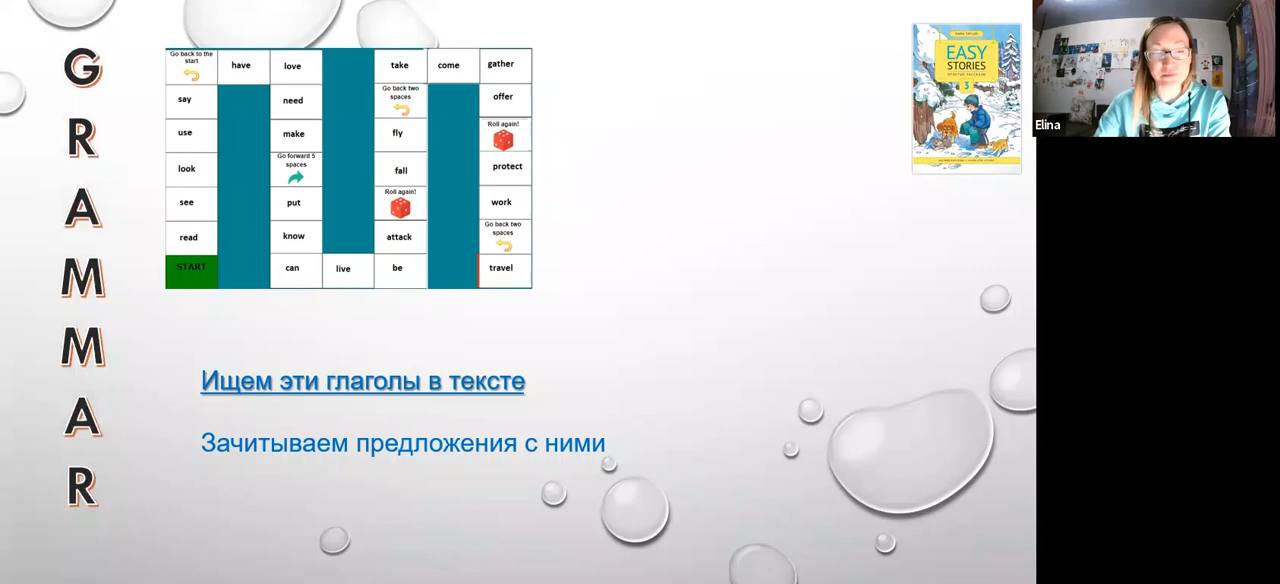 GRAMMAR
Go back to the start
have
love
take
come
gather
say
need
Go back two spaces
offer
use
make
fly
Roll again!
look
Go forward 5 spaces
fall
protect
see
put
Roll again!
work
read
know
attack
Go back two spaces
START
can
live
be
travel
Ищем эти глаголы в тексте
Зачитываем предложения с ними
EASY
STORIES
3
Elina